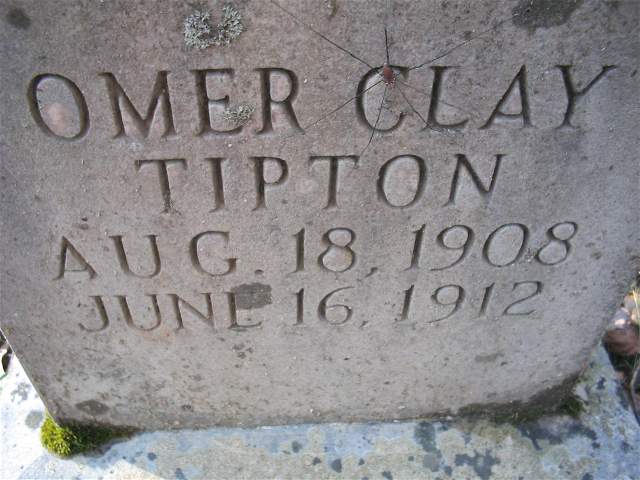 OMER CLAY
TIPTON
AUG. 18, 1908
JUNE 16, 1912